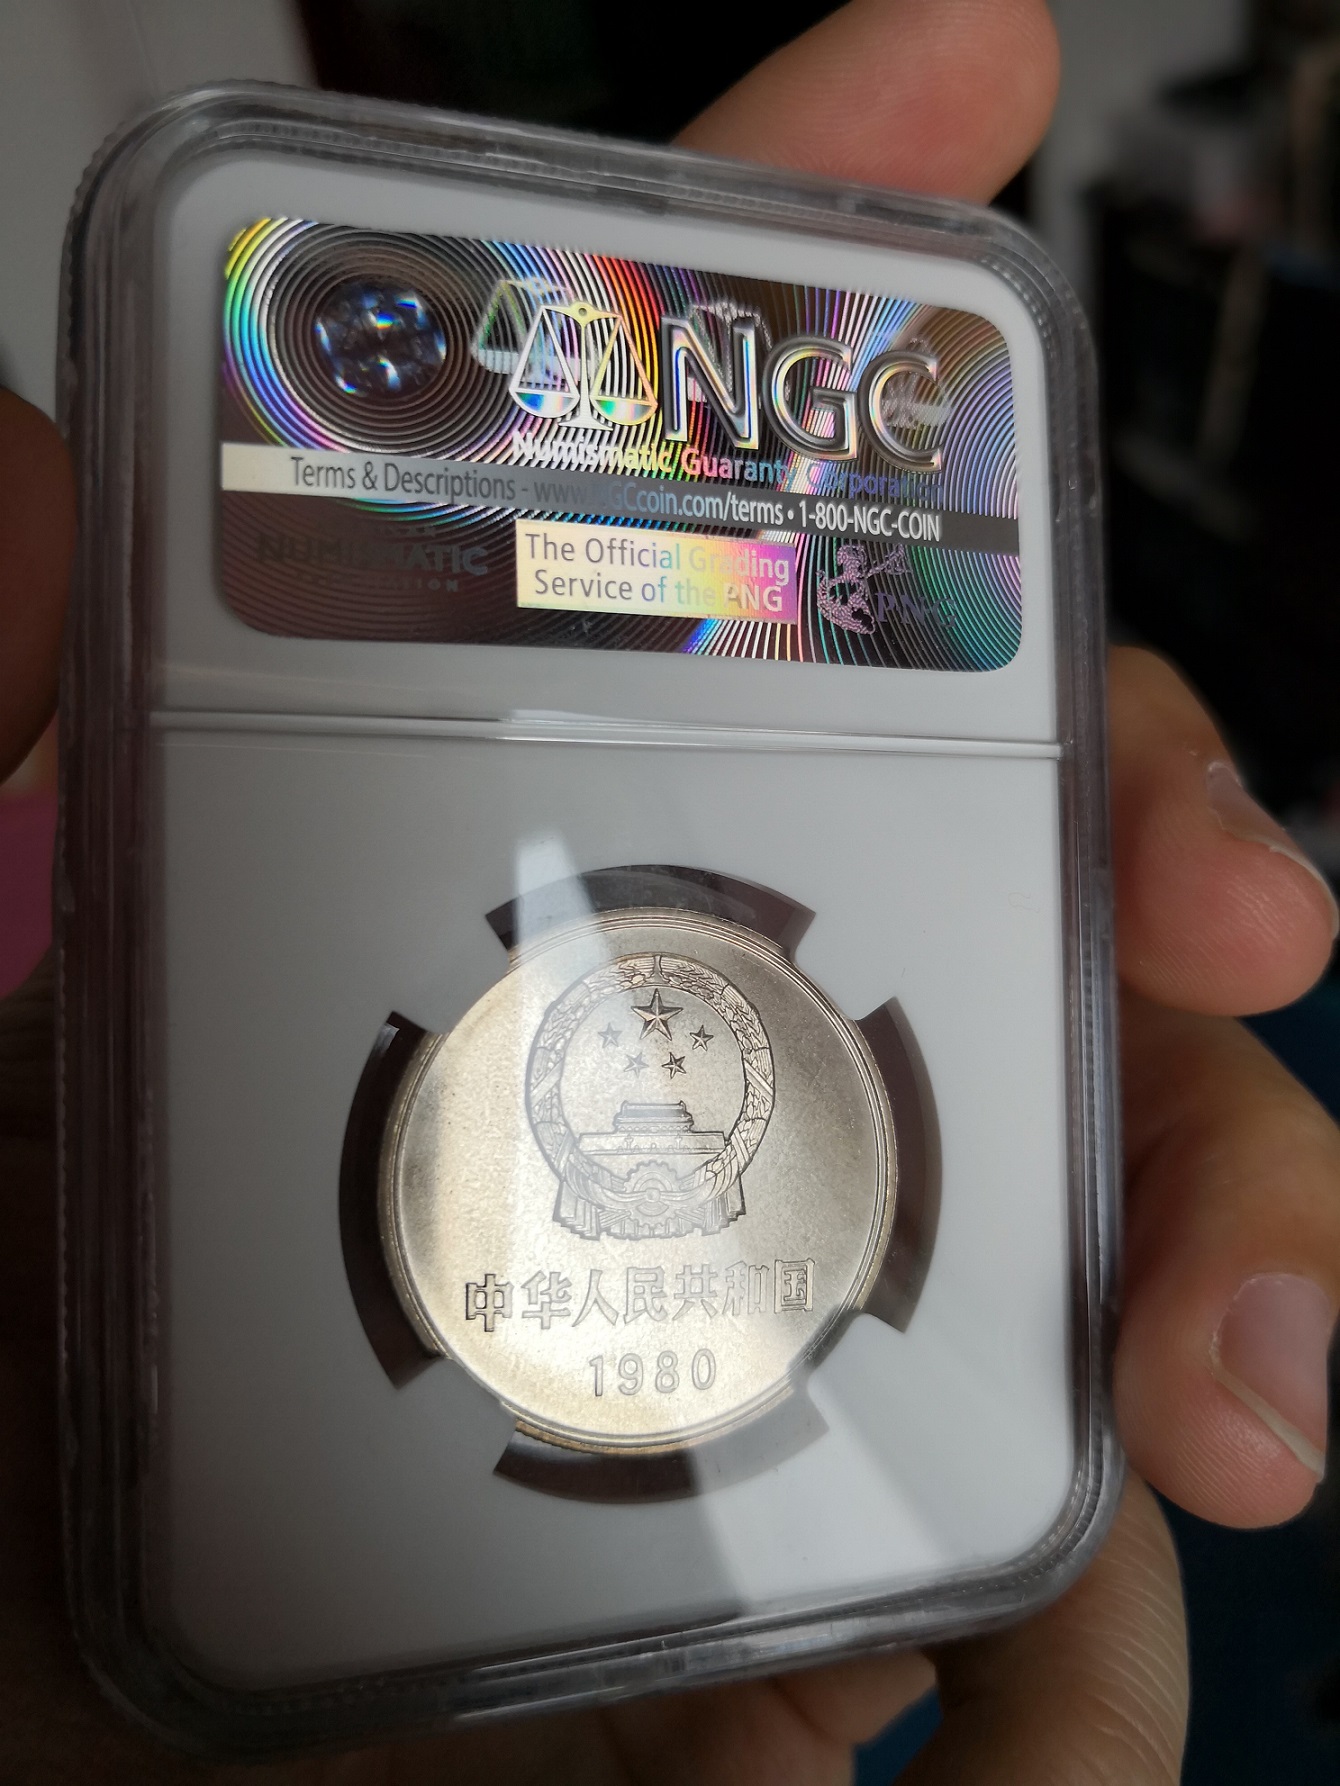 NGC
Numismatic Guaranty Corporation
Terms & Descriptions - www.NGCcoin.com/terms • 1-800-NGC-COIN
NUMISMATIC
The Official Grading
Service of the PNG
PNG
中华人民共和国
1980